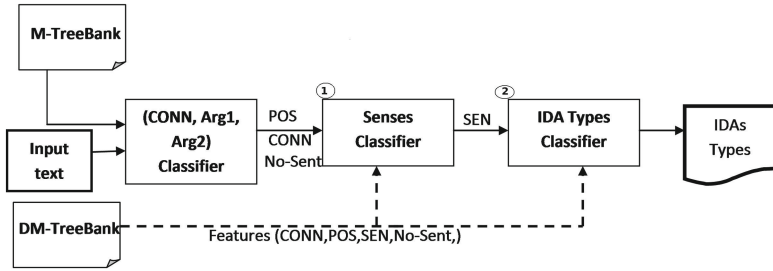 M-TreeBank
Input
text
(CONN, Arg1,
Arg2)
Classifier
POS
CONN
No-Sent
1
Senses
Classifier
SEN
2
IDA Types
Classifier
IDAs
Types
DM-TreeBank
Features (CONN,POS,SEN,No-Sent,)